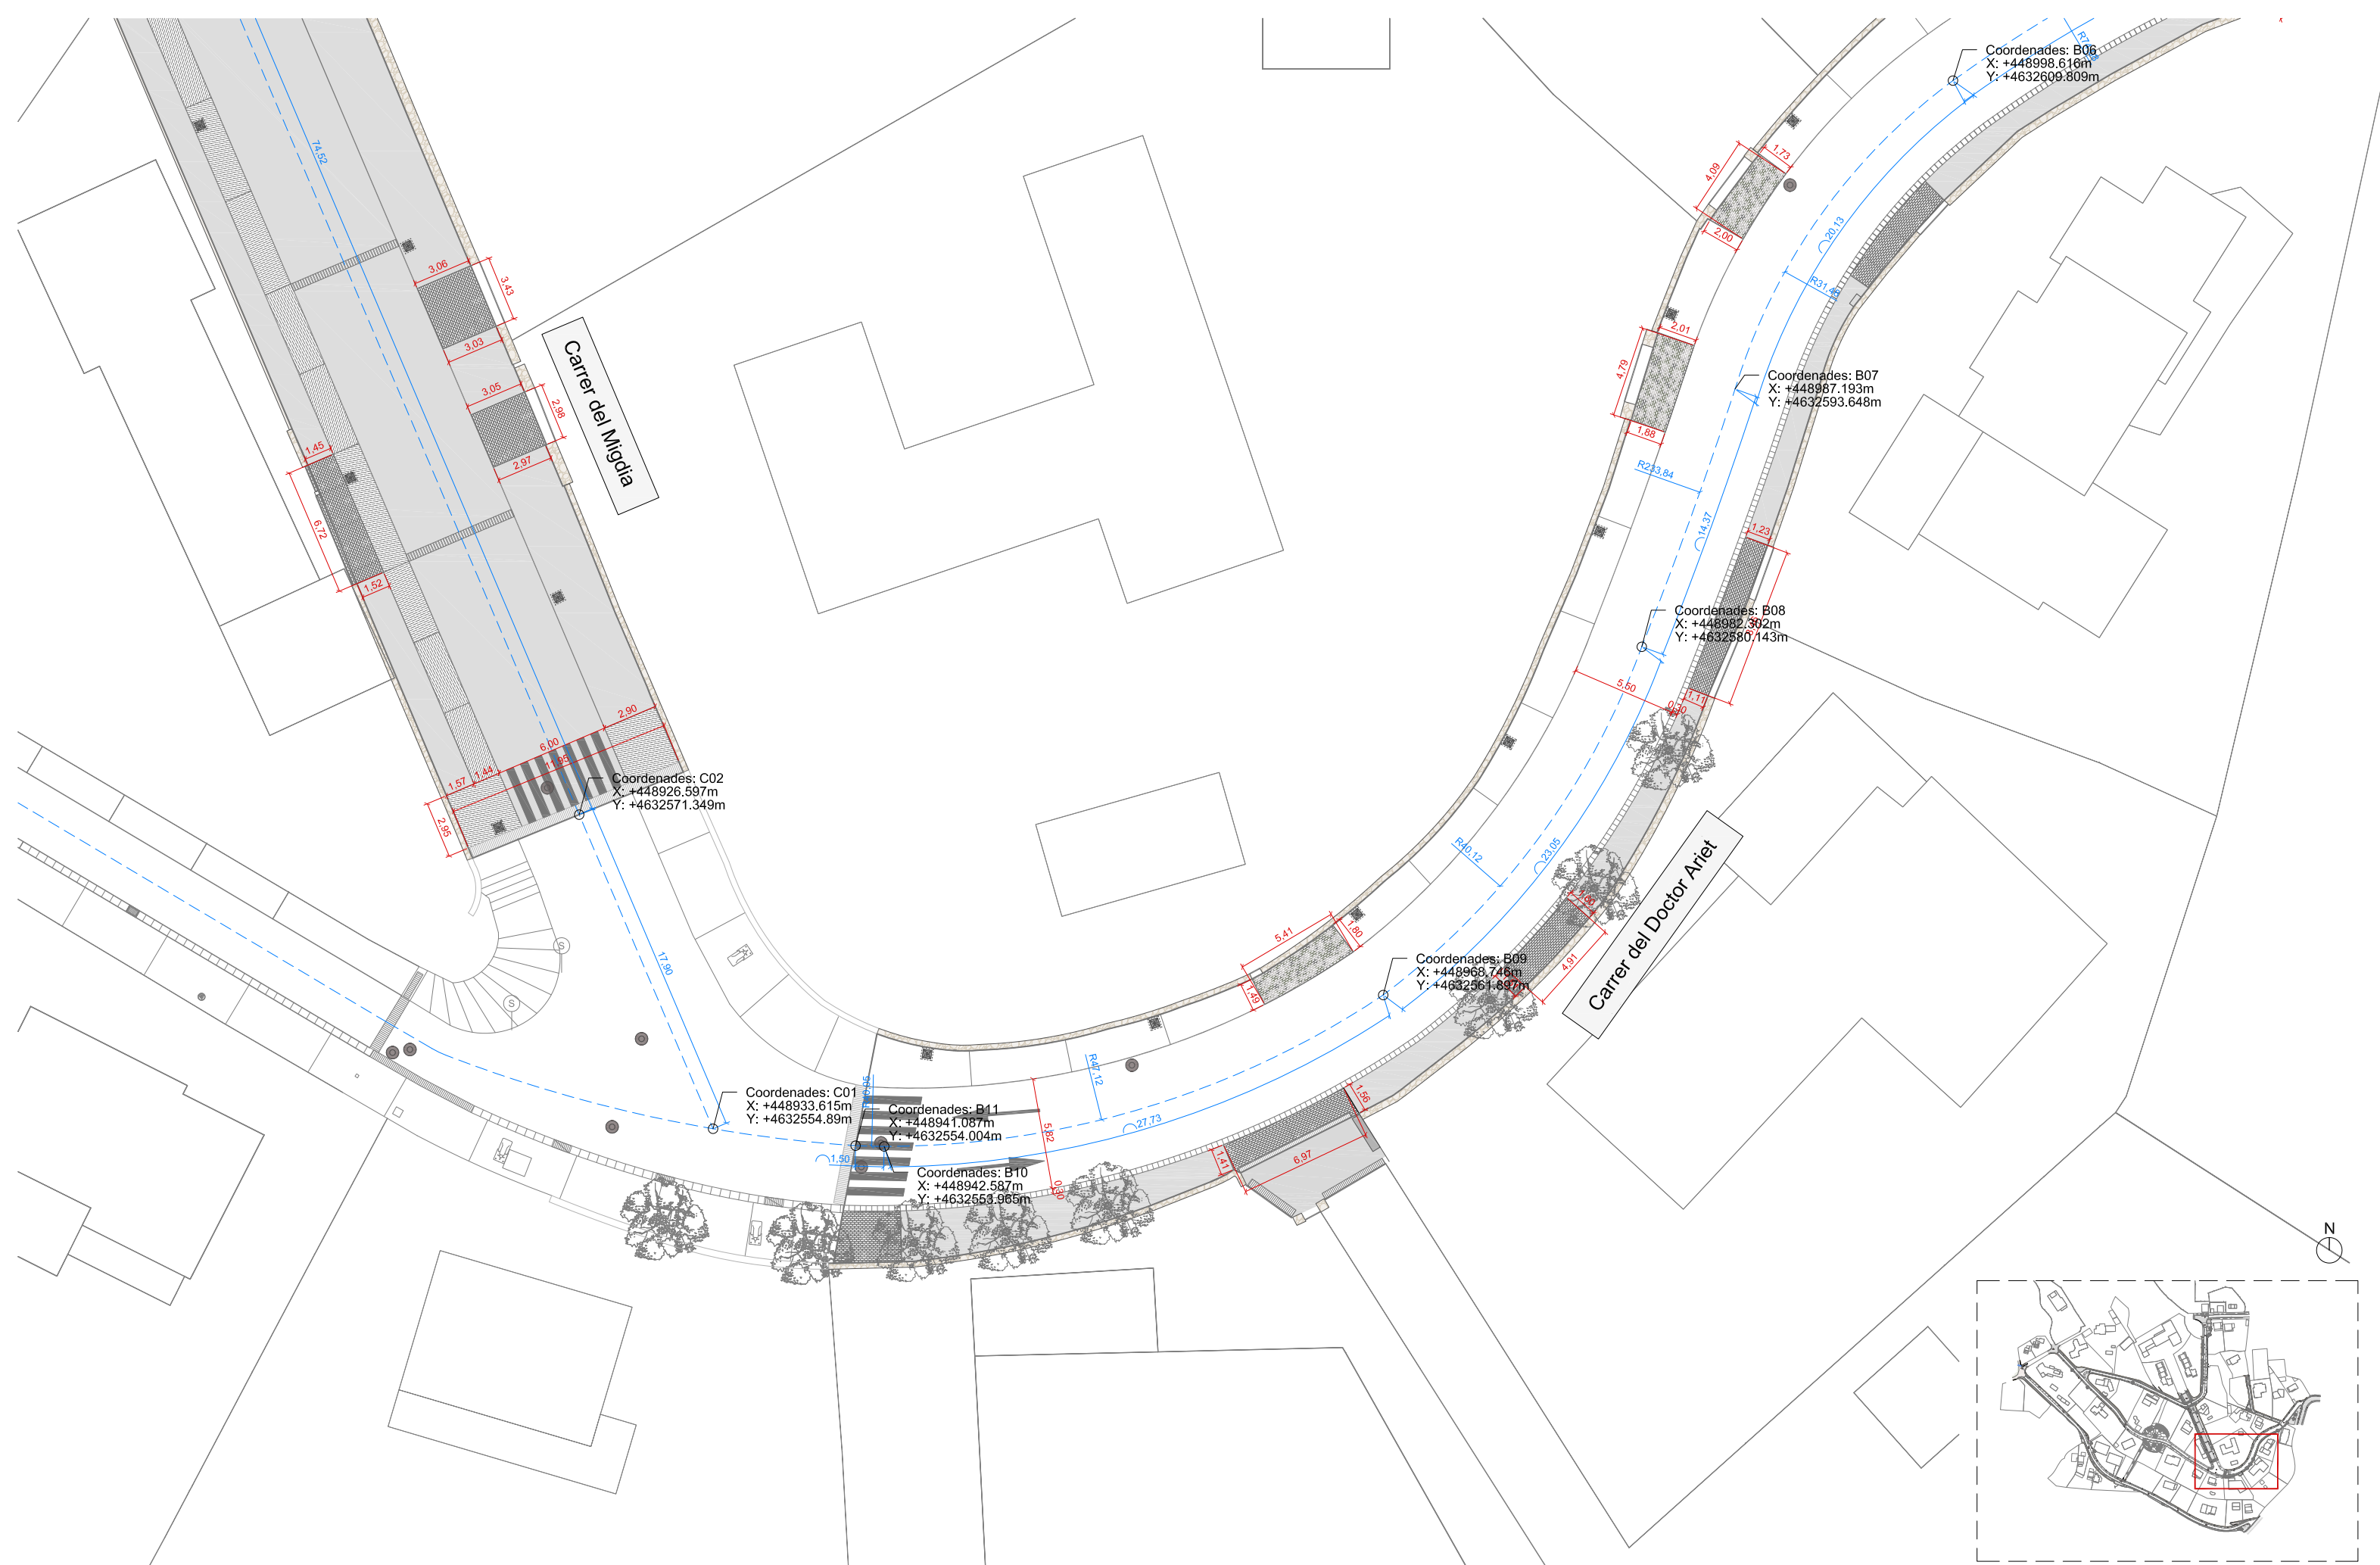 Coordenades: B06
X: +448998.616m
Y: +4632609.809m
74,52
1,73
4,09
2,00
20,13
3,06
3,43
3,03
2,01
4,79
1,88
Coordenades: B07
X: +448987.193m
Y: +4632593.648m
Carrer del Migdia
3,05
2,98
2,97
1,45
6,72
1,52
R233,84
14,37
1,23
Coordenades: B08
X: +448982.302m
Y: +4632580.143m
5,50
1,11
2,90
6,00
11,95
1,57
1,44
2,95
Coordenades: C02
X: +448926.597m
Y: +4632571.349m
R40,12
23,05
Carrer del Doctor Ariet
5,41
1,80
1,49
4,91
Coordenades: B09
X: +448968.746m
Y: +4632561.897m
S
S
17,90
R47,12
27,73
5,82
0,30
1,56
1,41
6,97
Coordenades: C01
X: +448933.615m
Y: +4632554.89m
Coordenades: B11
X: +448941.087m
Y: +4632554.004m
1,50
Coordenades: B10
X: +448942.587m
Y: +4632553.965m
N